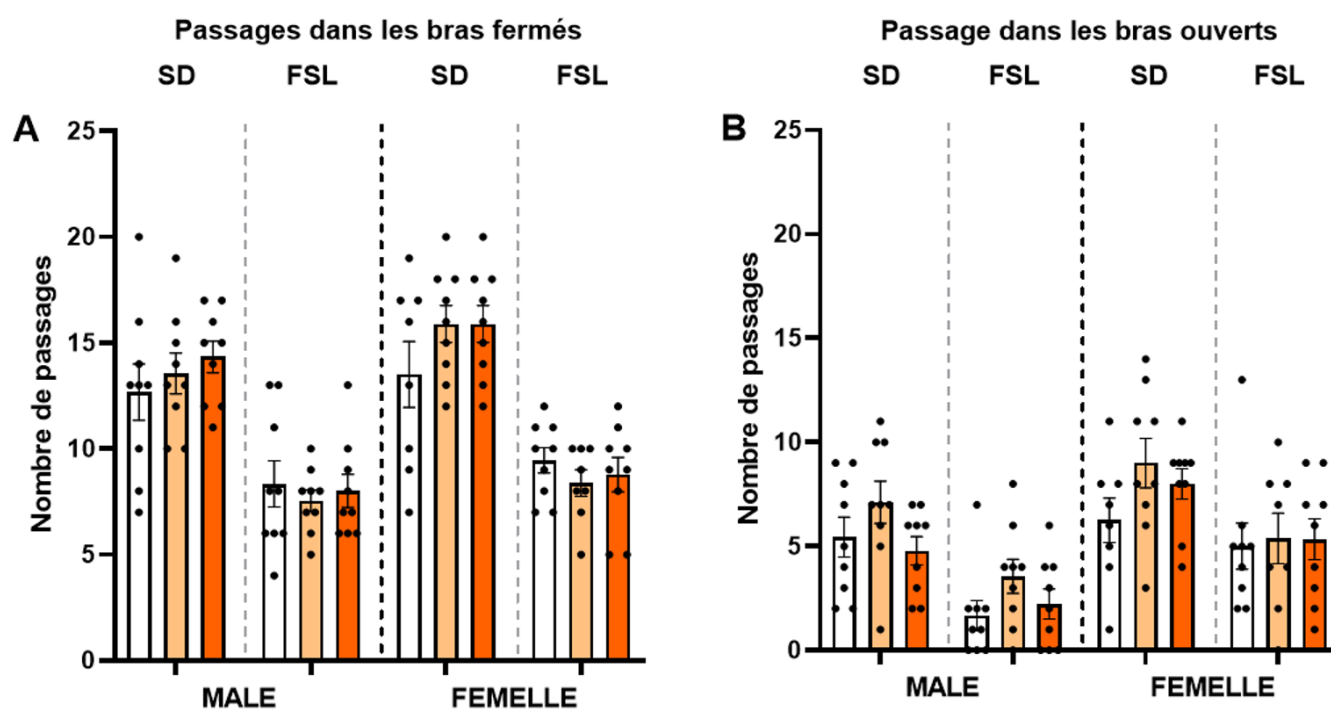 Passages dans les bras fermés
SD FSL SD FSL
A
25
20
15
10
5
0
Nombre de passages
MALE FEMELLE
Passage dans les bras ouverts
SD FSL SD FSL
B
25
20
15
10
5
0
Nombre de passages
MALE FEMELLE